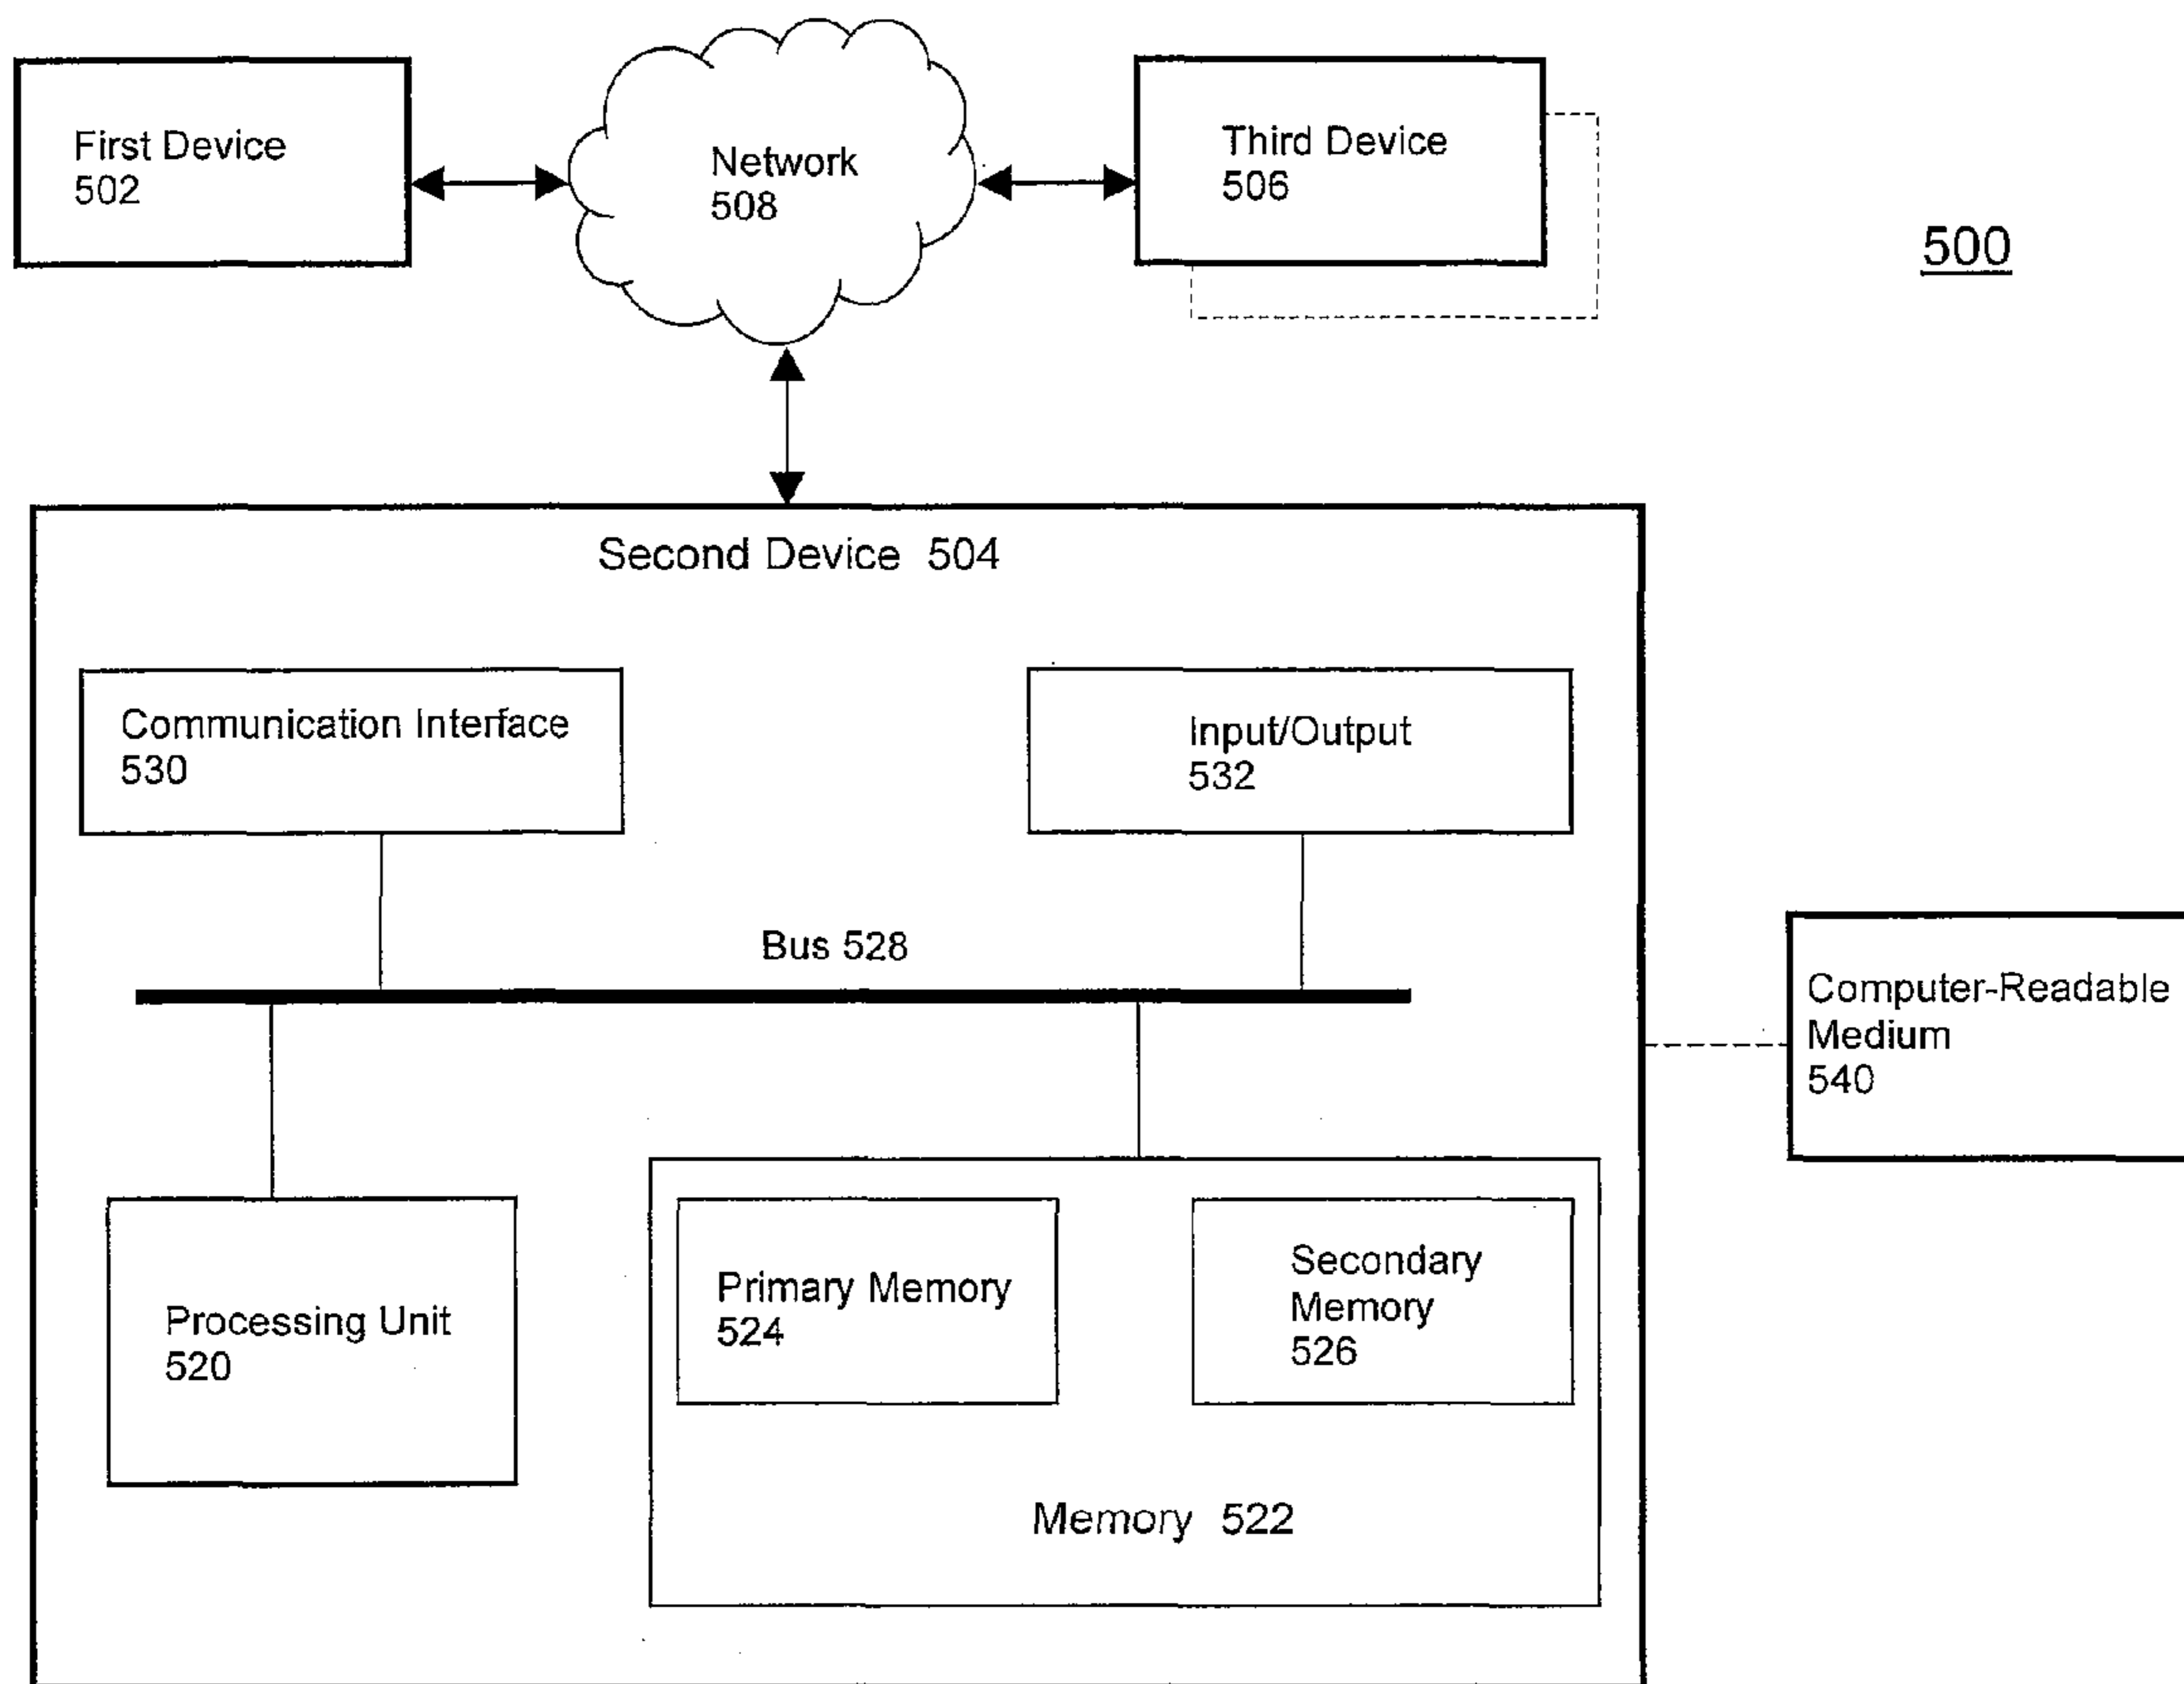 First Device
502
Network
508
Third Device
506
500
Second Device 504
Communication Interface
530
Input/Output
532
Bus 528
Computer-Readable
Medium
540
Processing Unit
520
Primary Memory
524
Secondary
Memory
526
Memory 522